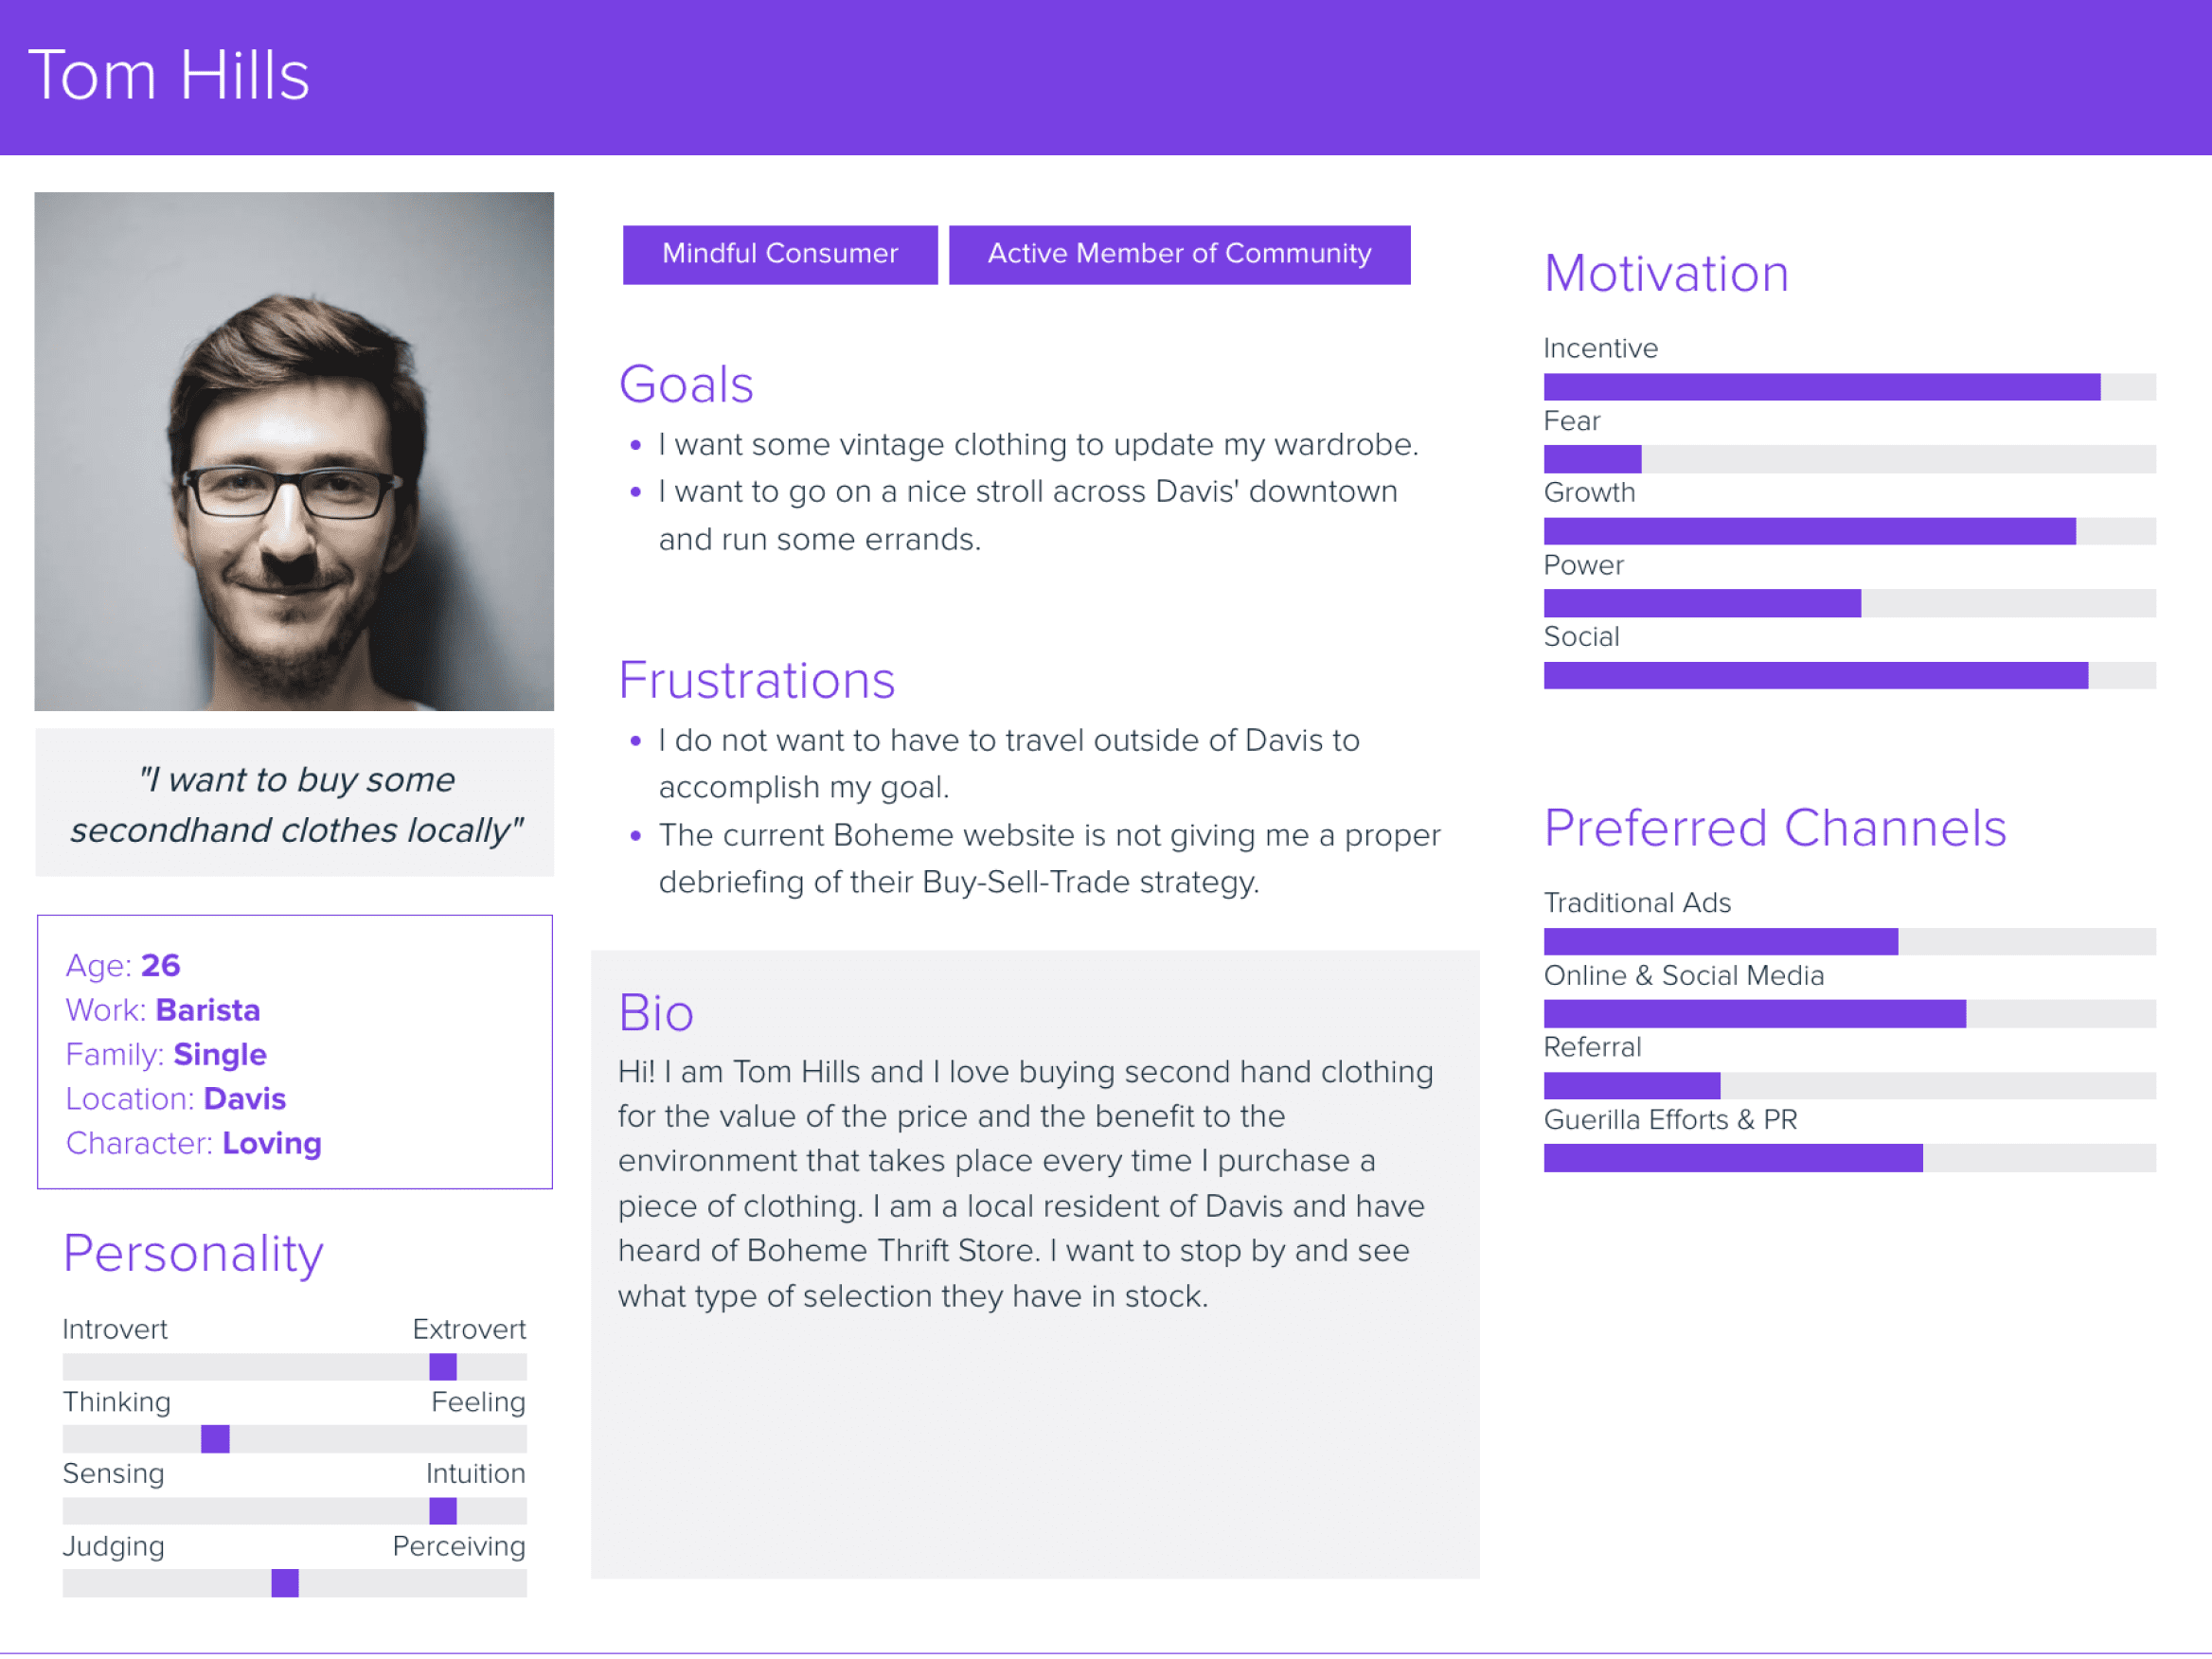 Tom Hills
"I want to buy some
secondhand clothes locally"
Age: 26
Work: Barista
Family: Single
Location: Davis
Character: Loving
Personality
Introvert Extrovert
Thinking Feeling
Sensing Intuition
Judging Perceiving
Mindful Consumer
Active Member of Community
Goals
• I want some vintage clothing to update my wardrobe.
• I want to go on a nice stroll across Davis' downtown
and run some errands.
Frustrations
• I do not want to have to travel outside of Davis to
accomplish my goal.
• The current Boheme website is not giving me a proper
debriefing of their Buy-Sell-Trade strategy.
Bio
Hi! I am Tom Hills and I love buying second hand clothing
for the value of the price and the benefit to the
environment that takes place every time I purchase a
piece of clothing. I am a local resident of Davis and have
heard of Boheme Thrift Store. I want to stop by and see
what type of selection they have in stock.
Motivation
Incentive
Fear
Growth
Power
Social
Preferred Channels
Traditional Ads
Online & Social Media
Referral
Guerilla Efforts & PR